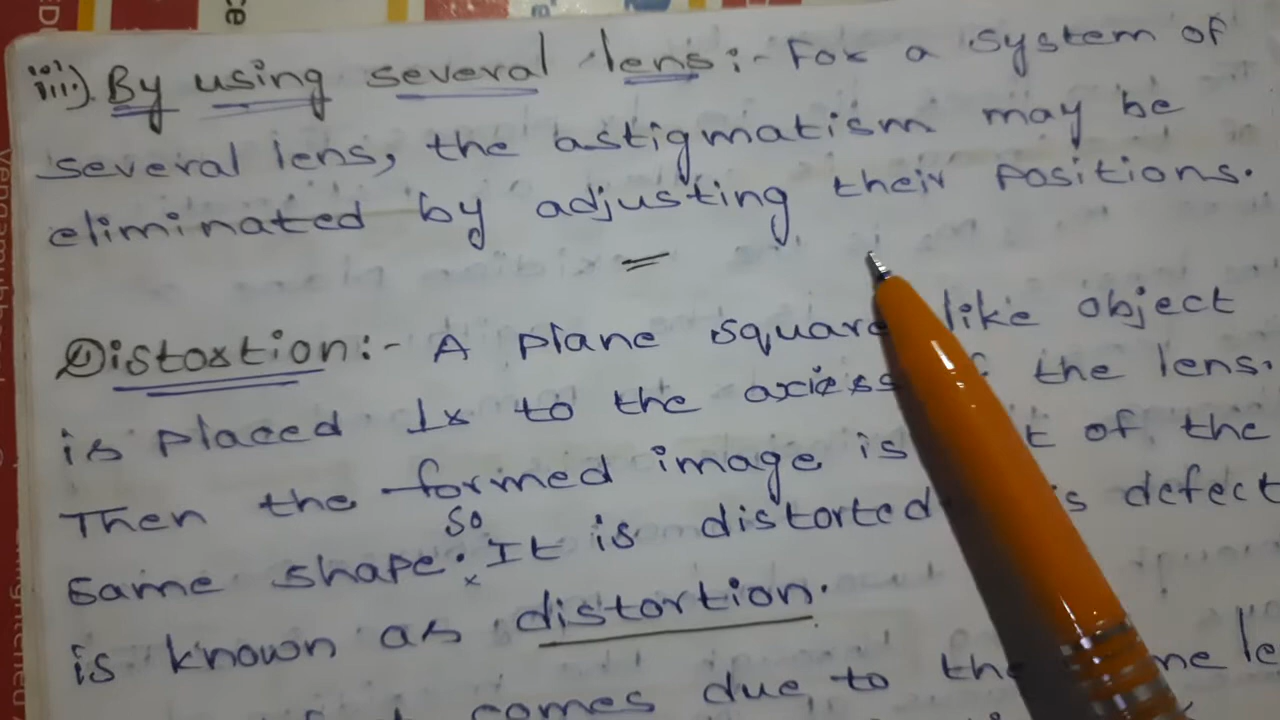 iii). By using several lens:- For a system of
several lens, the astigmatism may be
eliminated by adjusting their positions.
Distortion:- A plane square like object
is placed ⊥r to the axiess the lens.
Then the formed image is of the
So
same shape. It is distorted defect
is known as distortion.
comes due to